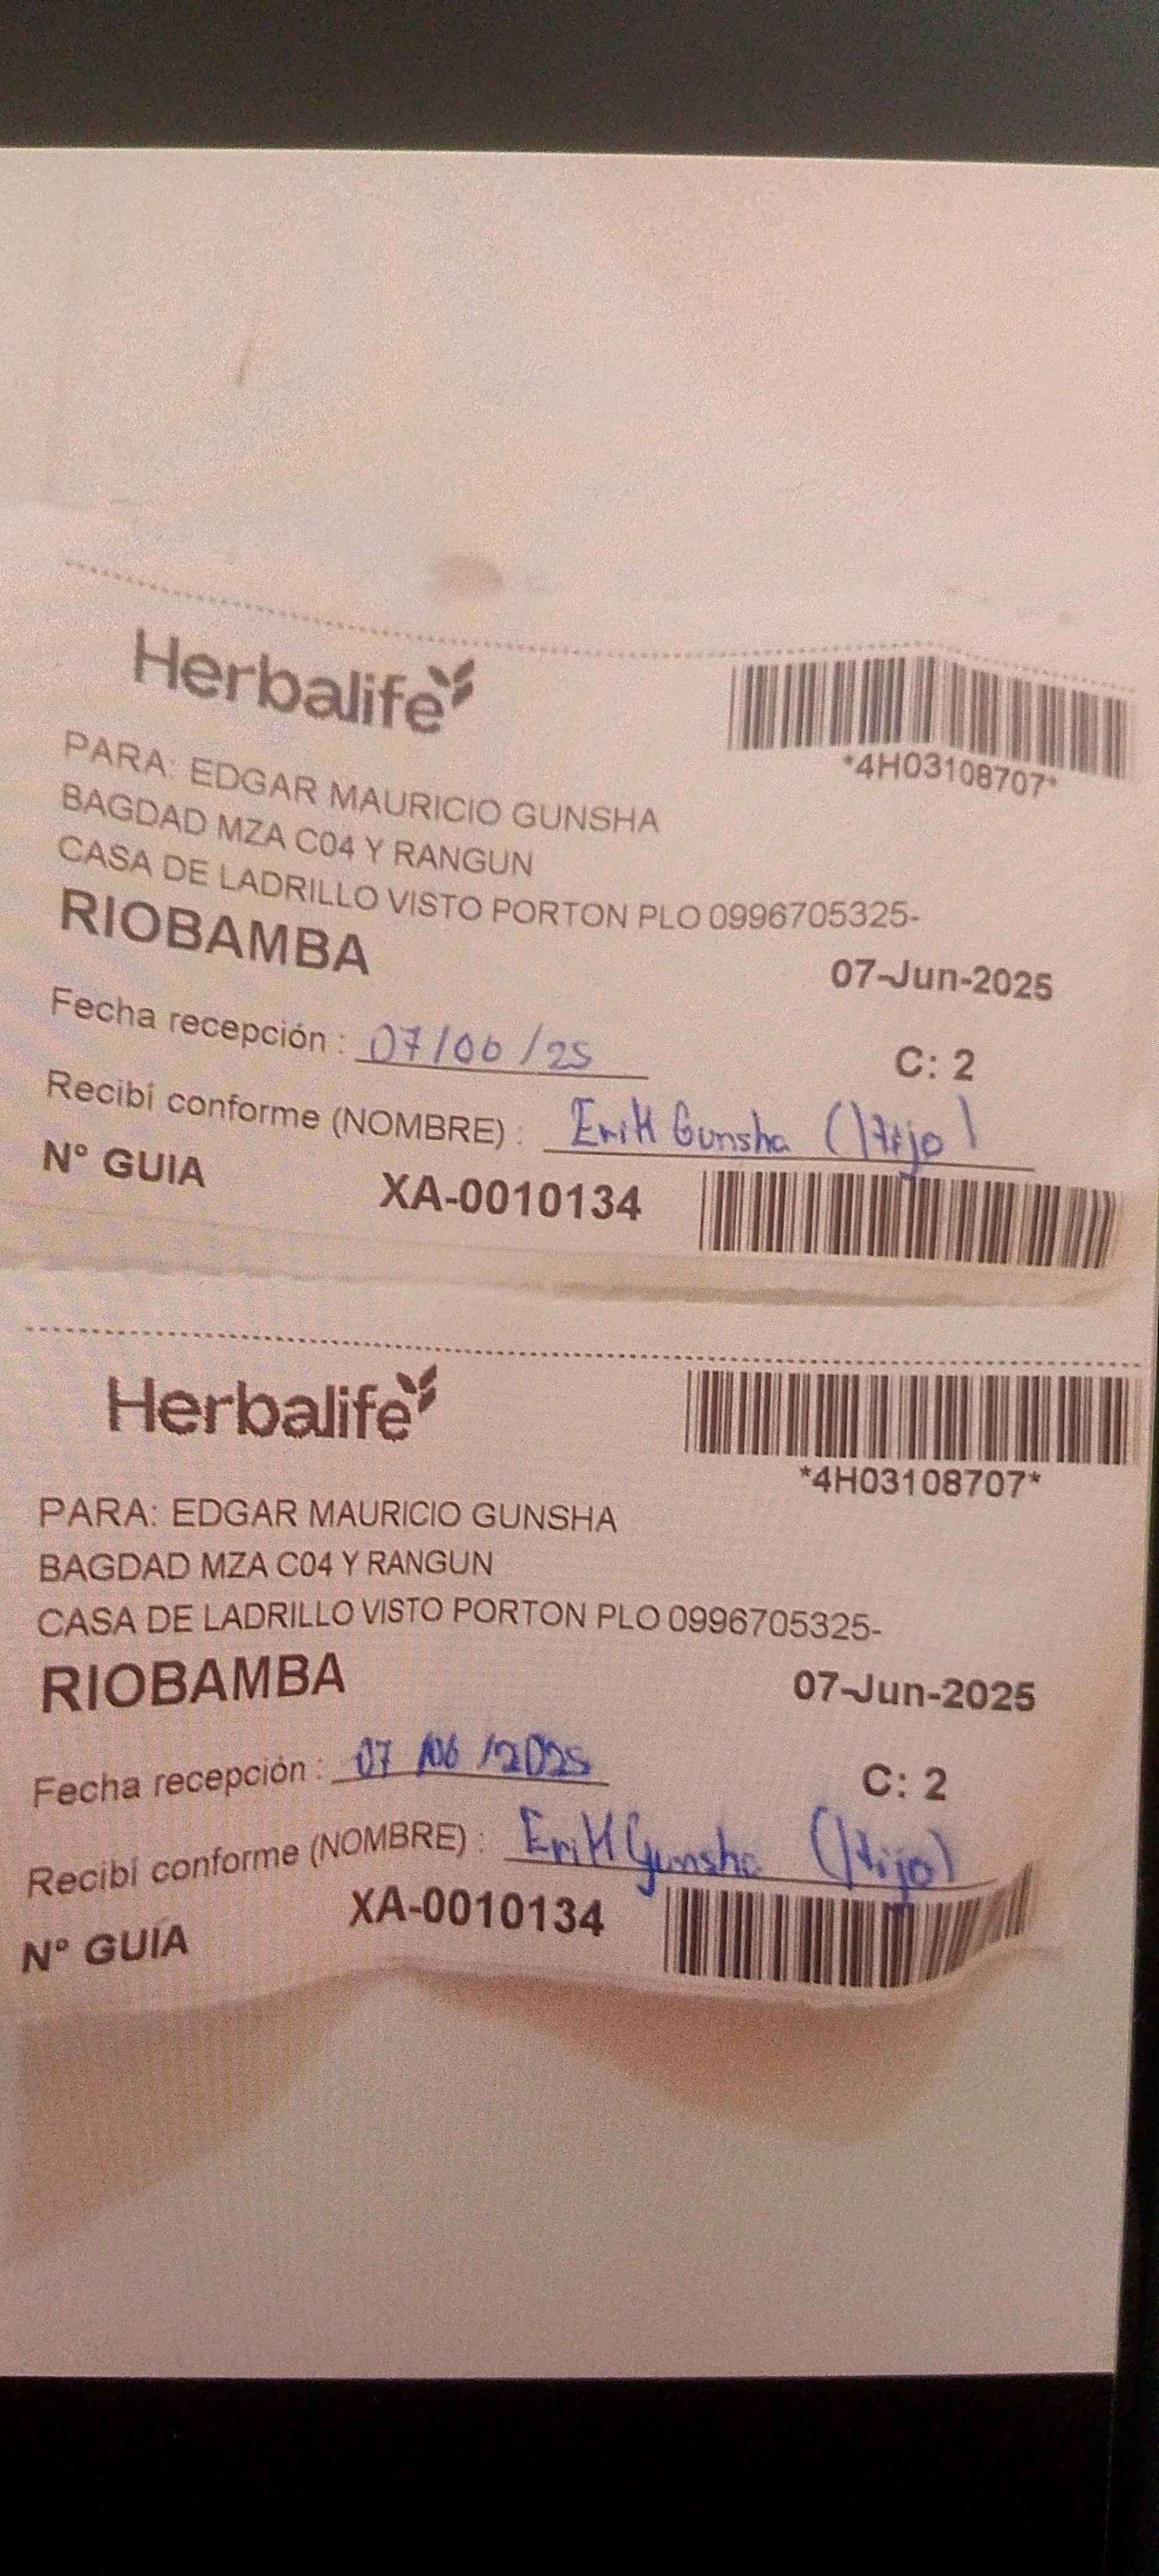 Herbalife
*4H03108707*
PARA: EDGAR MAURICIO GUNSHA
BAGDAD MZA C04 Y RANGUN
CASA DE LADRILLO VISTO PORTON PLO 0996705325-
RIOBAMBA
07-Jun-2025
Fecha recepción : 07/06/25
C: 2
Recibí conforme (NOMBRE) : Erik Gunsha (Hijo)
N° GUIA XA-0010134
Herbalife
*4H03108707*
PARA: EDGAR MAURICIO GUNSHA
BAGDAD MZA C04 Y RANGUN
CASA DE LADRILLO VISTO PORTON PLO 0996705325-
RIOBAMBA
07-Jun-2025
Fecha recepción : 07/06/2025
C: 2
Recibí conforme (NOMBRE) : Erik Gunsha (Hijo)
N° GUIA XA-0010134